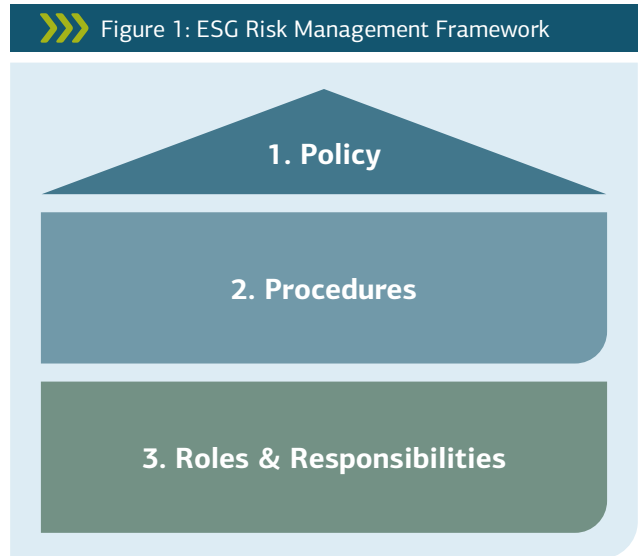 Figure 1: ESG Risk Management Framework
1. Policy
2. Procedures
3. Roles & Responsibilities